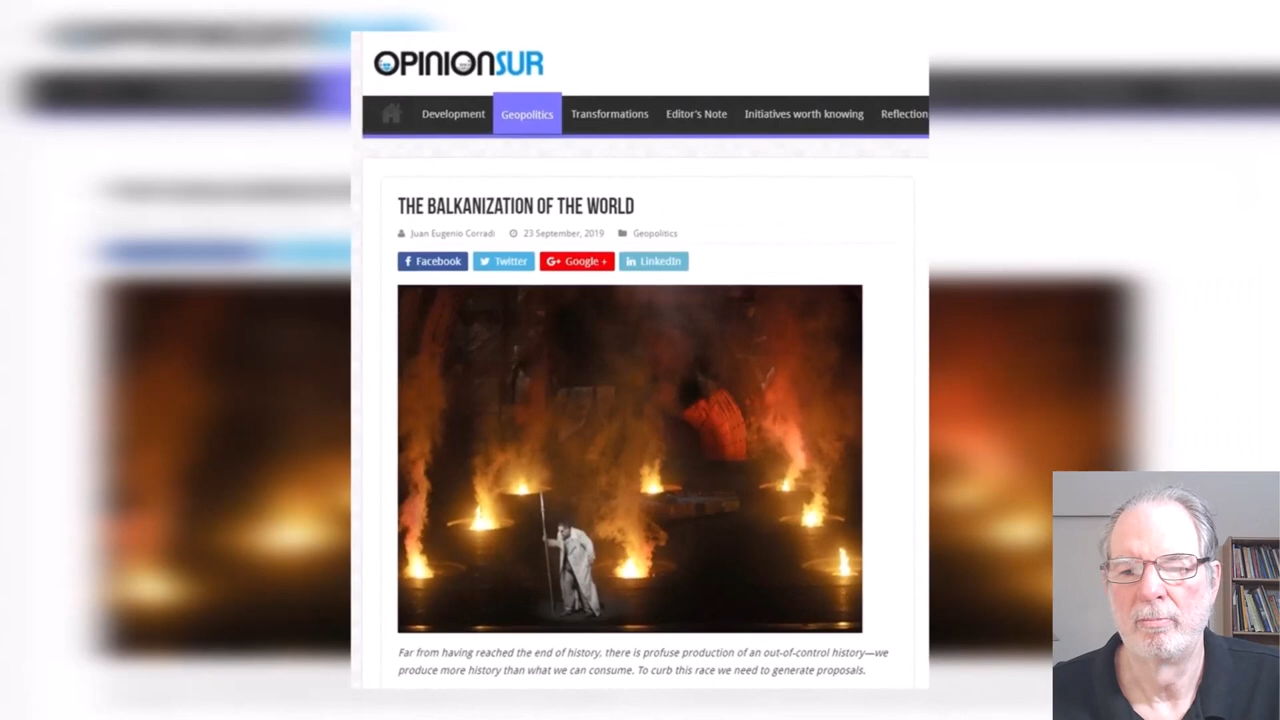 OPINIONSUR
Development Geopolitics Transformations Editor's Note Initiatives worth knowing Reflection
THE BALKANIZATION OF THE WORLD
Juan Eugenio Corradi 23 September, 2019 Geopolitics
Facebook Twitter G+ Google + in LinkedIn
Far from having reached the end of history, there is profuse production of an out-of-control history—we
produce more history than what we can consume. To curb this race we need to generate proposals.